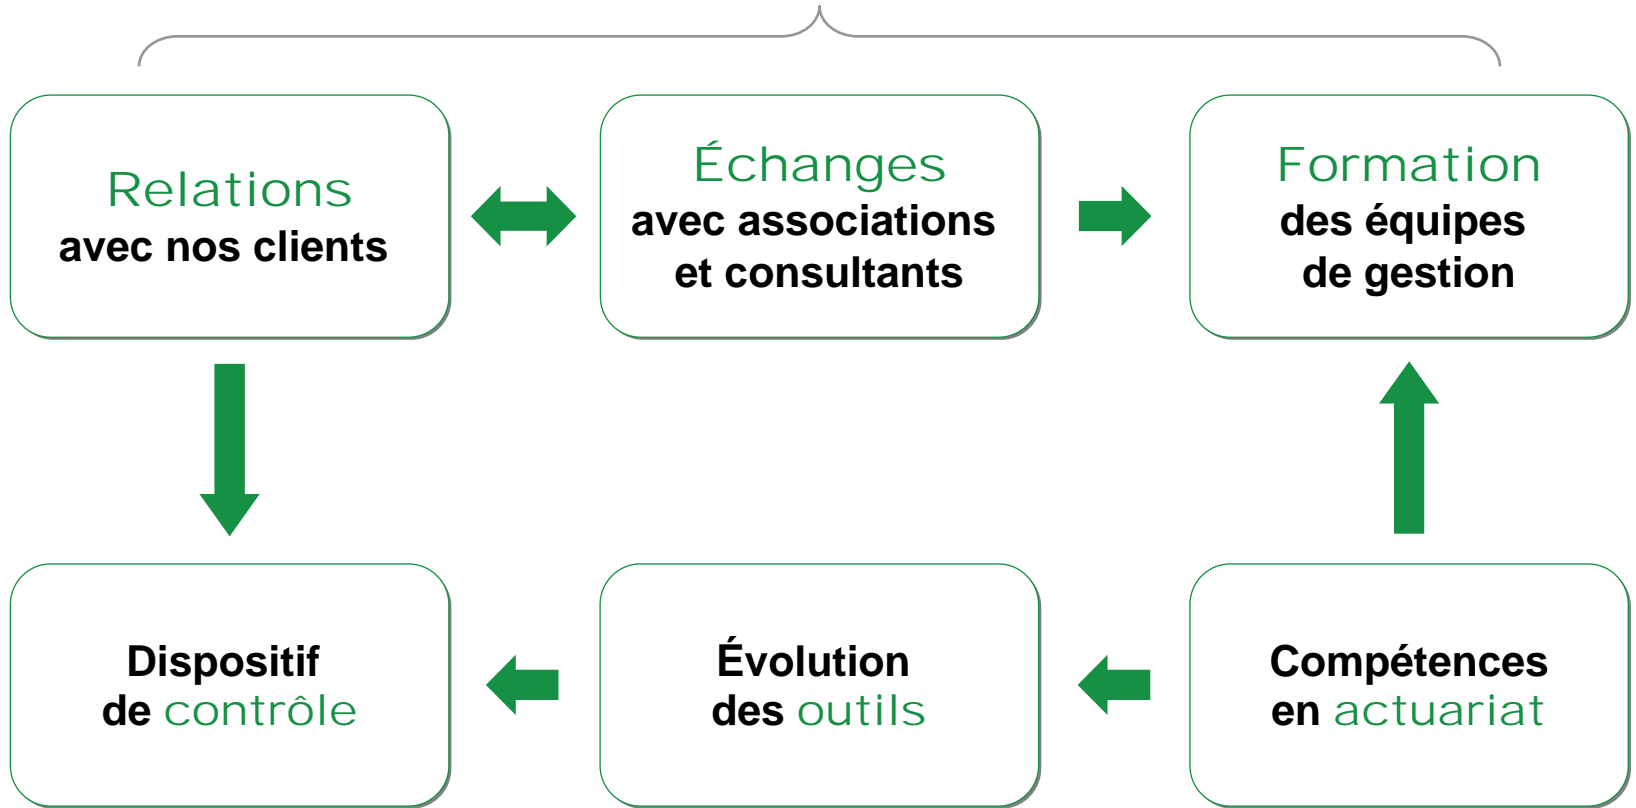 Relations
avec nos clients
Échanges
avec associations
et consultants
Formation
des équipes
de gestion
Dispositif
de contrôle
Évolution
des outils
Compétences
en actuariat